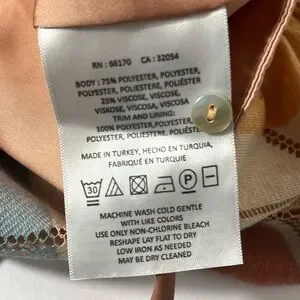 RN : 66170 CA : 32054
BODY : 75% POLYESTER, POLYESTER,
POLYESTER, POLIESTERE, POLIÉSTER
25% VISCOSE, VISCOSE,
VISKOSE, VISCOSA, VISCOSA
TRIM AND LINING:
100% POLYESTER, POLYESTER,
POLYESTER, POLIESTERE, POLIÉSTER
MADE IN TURKEY, HECHO EN TURQUIA,
FABRIQUÉ EN TURQUIE
30 P
MACHINE WASH COLD GENTLE
WITH LIKE COLORS
USE ONLY NON-CHLORINE BLEACH
RESHAPE LAY FLAT TO DRY
LOW IRON AS NEEDED
MAY BE DRY CLEANED